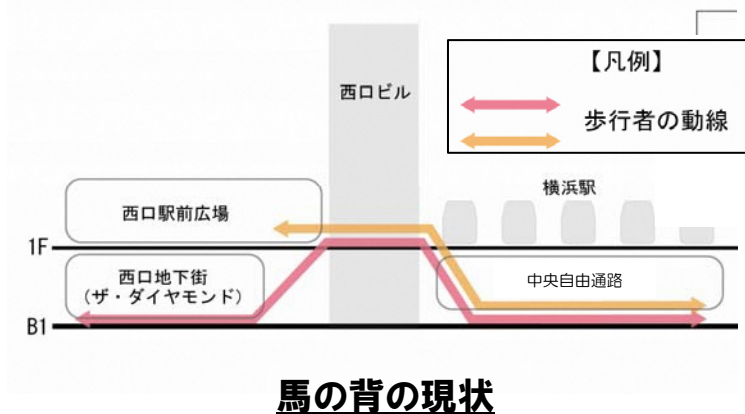 【凡例】
歩行者の動線
西口ビル
横浜駅
西口駅前広場
1F
西口地下街
(ザ・ダイヤモンド)
中央自由通路
B1
馬の背の現状